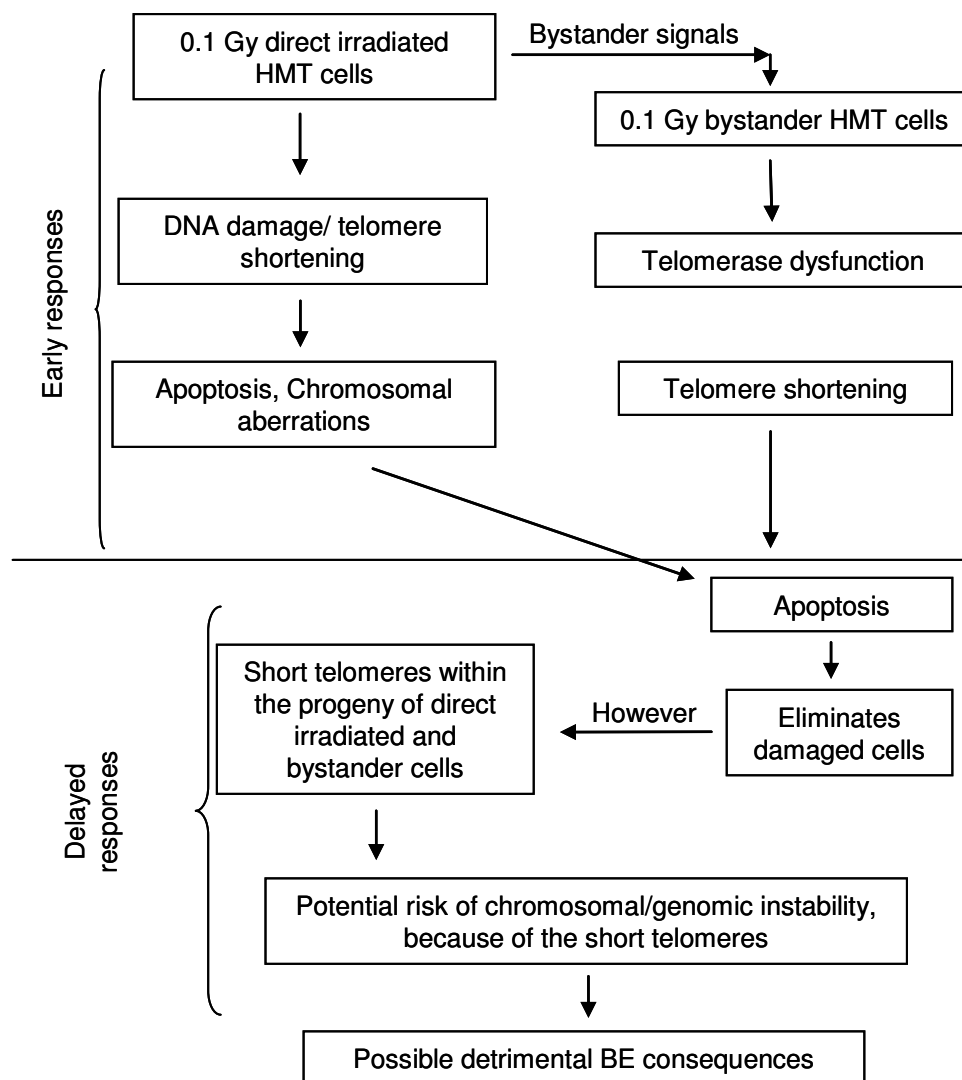 0.1 Gy direct irradiated
HMT cells
Bystander signals
0.1 Gy bystander HMT cells
DNA damage/ telomere
shortening
Telomerase dysfunction
Early responses
Apoptosis, Chromosomal
aberrations
Telomere shortening
Apoptosis
Short telomeres within
the progeny of direct
irradiated and
bystander cells
However
Eliminates
damaged cells
Delayed
responses
Potential risk of chromosomal/genomic instability,
because of the short telomeres
Possible detrimental BE consequences